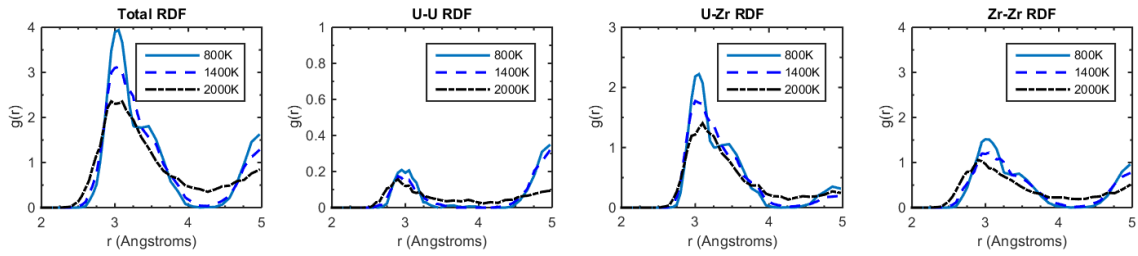 Total RDF
4
3
2
1
0
g(r)
800K
1400K
2000K
2 3 4 5
r (Angstroms)
U-U RDF
1
0.8
0.6
0.4
0.2
0
g(r)
800K
1400K
2000K
2 3 4 5
r (Angstroms)
U-Zr RDF
3
2
1
0
g(r)
800K
1400K
2000K
2 3 4 5
r (Angstroms)
Zr-Zr RDF
4
3
2
1
0
g(r)
800K
1400K
2000K
2 3 4 5
r (Angstroms)